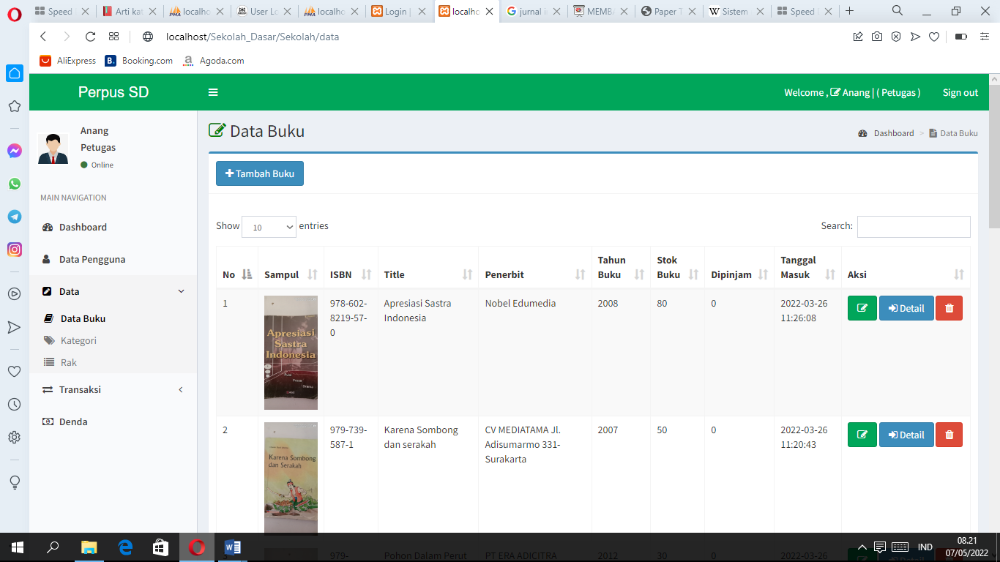 Speed
Arti kat
localho
User Lo
localho
Login |
localho
jurnal i
MEMBA
Paper T
Sistem
Speed
localhost/Sekolah_Dasar/Sekolah/data
AliExpress
Booking.com
Agoda.com
Perpus SD
Welcome , Anang | ( Petugas )
Sign out
Anang
Petugas
Online
MAIN NAVIGATION
Dashboard
Data Pengguna
Data
Data Buku
Kategori
Rak
Transaksi
Denda
Data Buku
Dashboard > Data Buku
Tambah Buku
Show 10 entries
Search:
No Sampul ISBN Title Penerbit Tahun Buku Stok Buku Dipinjam Tanggal Masuk Aksi
1
Apresiasi
Sastra
Indonesia
Puisi
Prosa
Drama
978-602-
8219-57-
0
Apresiasi Sastra
Indonesia
Nobel Edumedia
2008
80
0
2022-03-26
11:26:08
Detail
2
Karena Sombong
dan Serakah
979-739-
587-1
Karena Sombong
dan serakah
CV MEDIATAMA Jl.
Adisumarmo 331-
Surakarta
2007
50
0
2022-03-26
11:20:43
Detail
3
979-
Pohon Dalam Perut
PT ERA ADICITRA
2012
30
0
2022-03-26
Detail
IND
08.21
07/05/2022